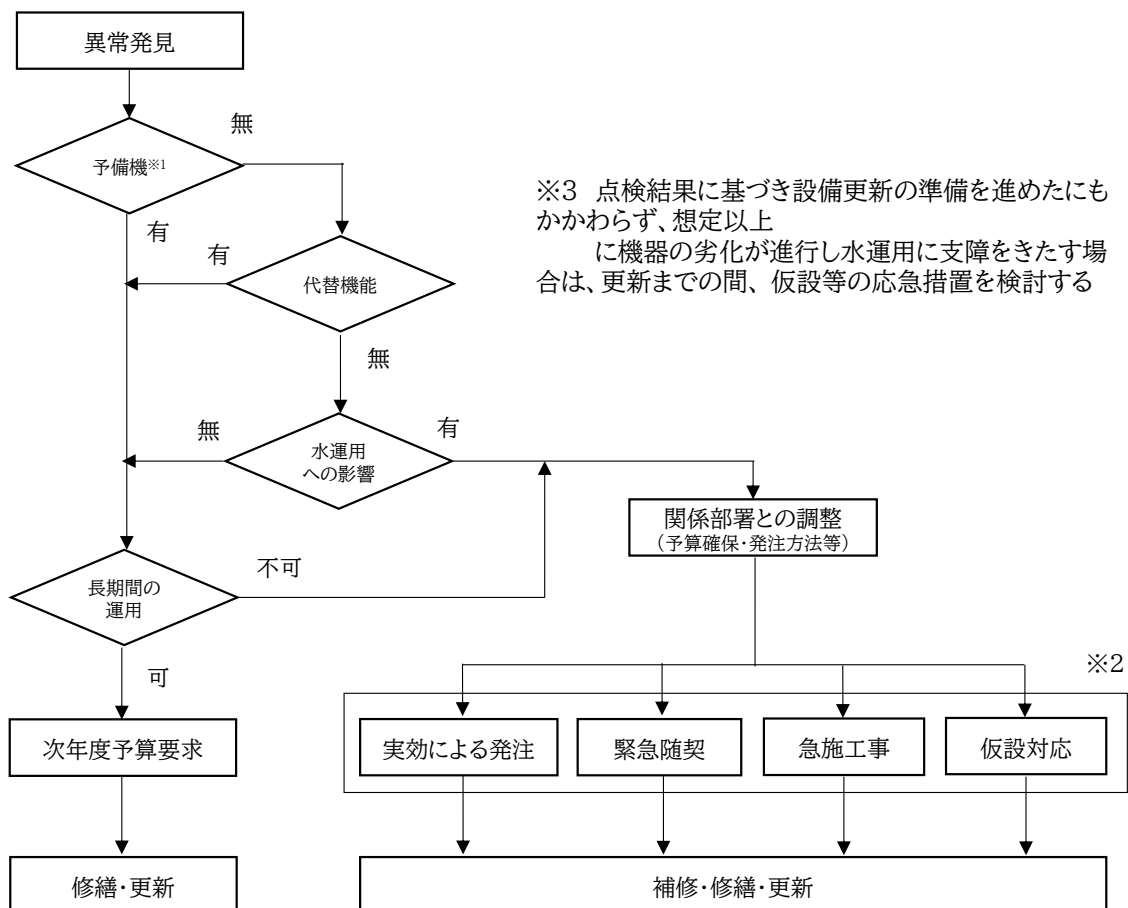 異常発見
無
予備機※1
有
有
代替機能
※3 点検結果に基づき設備更新の準備を進めたにも
かかわらず、想定以上
に機器の劣化が進行し水運用に支障をきたす場
合は、更新までの間、仮設等の応急措置を検討する
無
無
有
水運用
への影響
関係部署との調整
（予算確保・発注方法等）
長期間の
運用
不可
可
※2
次年度予算要求
実効による発注
緊急随契
急施工事
仮設対応
修繕・更新
補修・修繕・更新